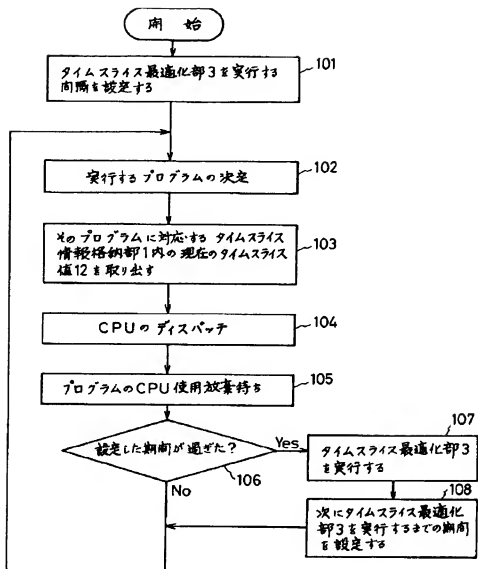 開始
タイムスライス最適化部3を実行する
間隔を設定する
101
実行するプログラムの決定
102
そのプログラムに対応する タイムスライス
情報格納部1内の現在のタイムスライス
値12を取り出す
103
CPUのディスパッチ
104
プログラムのCPU使用放棄待ち
105
設定した期間が過ぎた?
106
Yes
No
107
タイムスライス最適化部3
を実行する
108
次にタイムスライス最適化
部3を実行するまでの期間
を設定する